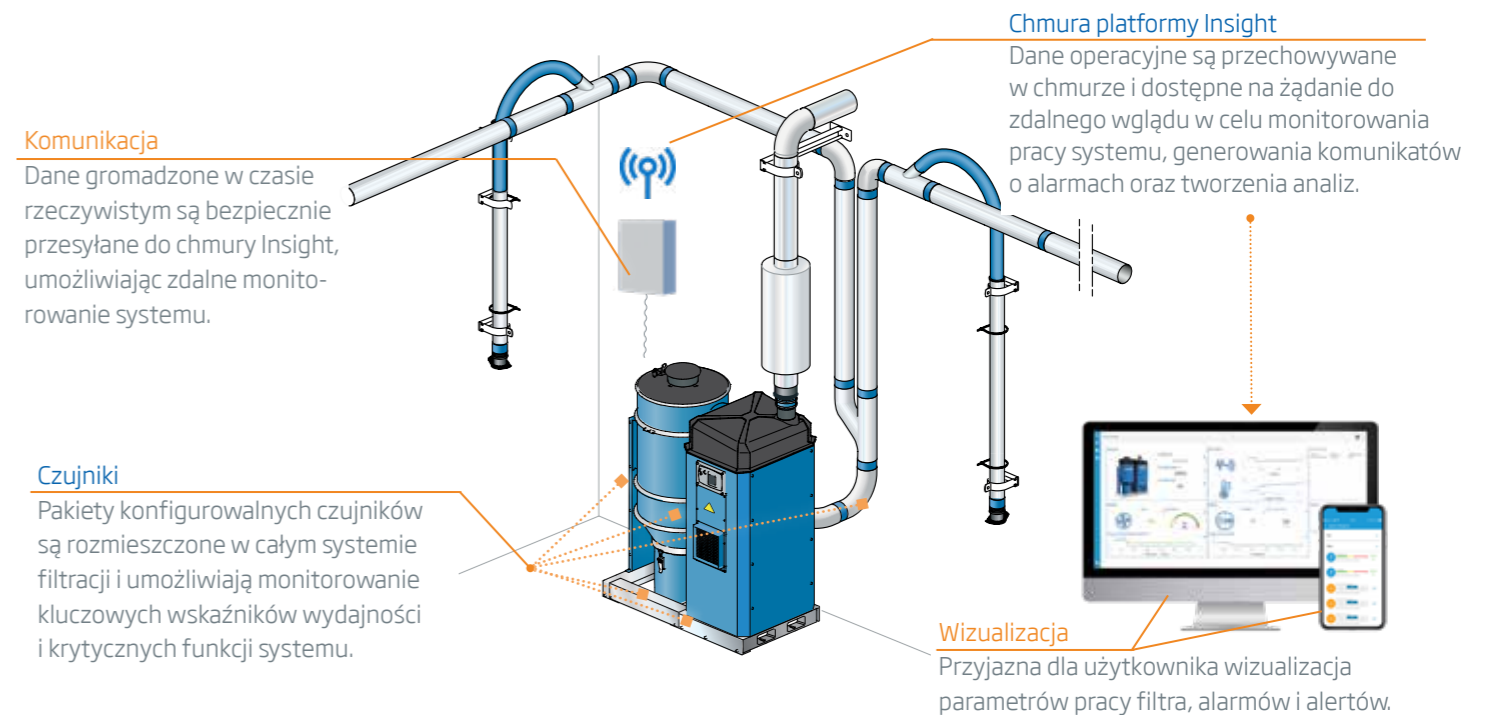 Chmura platformy Insight
Dane operacyjne są przechowywane
w chmurze i dostępne na żądanie do
zdalnego wglądu w celu monitorowania
pracy systemu, generowania komunikatów
o alarmach oraz tworzenia analiz.
Komunikacja
Dane gromadzone w czasie
rzeczywistym są bezpiecznie
przesyłane do chmury Insight,
umożliwiając zdalne monito-
rowanie systemu.
Czujniki
Pakiety konfigurowalnych czujników
są rozmieszczone w całym systemie
filtracji i umożliwiają monitorowanie
kluczowych wskaźników wydajności
i krytycznych funkcji systemu.
Wizualizacja
Przyjazna dla użytkownika wizualizacja
parametrów pracy filtra, alarmów i alertów.